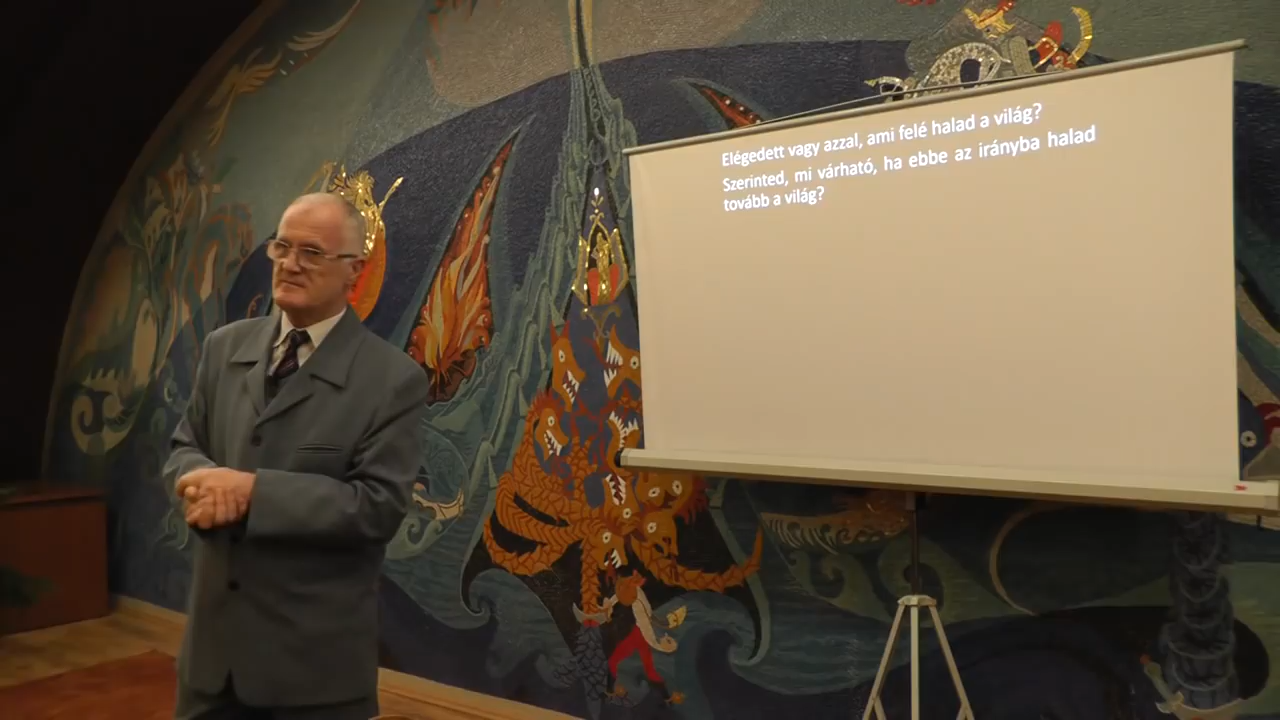 Elégedett vagy azzal, ami felé halad a világ?
Szerinted, mi várható, ha ebbe az irányba halad
tovább a világ?